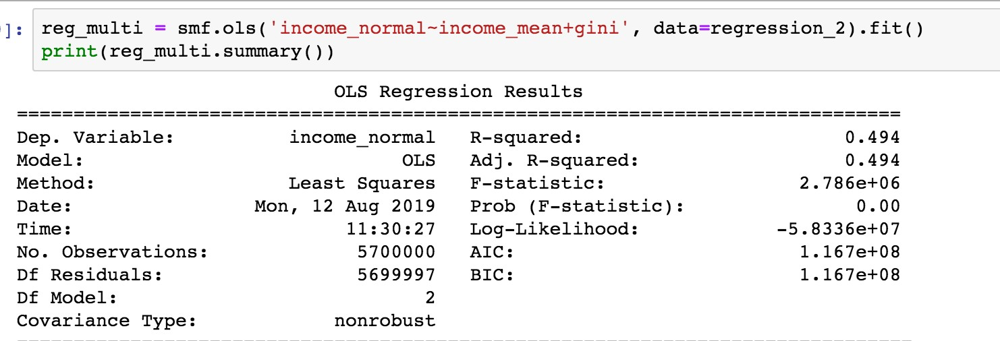 ]: reg_multi = smf.ols('income_normal~income_mean+gini', data=regression_2).fit()
print(reg_multi.summary())
OLS Regression Results
==============================================================================
Dep. Variable: income_normal R-squared: 0.494
Model: OLS Adj. R-squared: 0.494
Method: Least Squares F-statistic: 2.786e+06
Date: Mon, 12 Aug 2019 Prob (F-statistic): 0.00
Time: 11:30:27 Log-Likelihood: -5.8336e+07
No. Observations: 5700000 AIC: 1.167e+08
Df Residuals: 5699997 BIC: 1.167e+08
Df Model: 2
Covariance Type: nonrobust